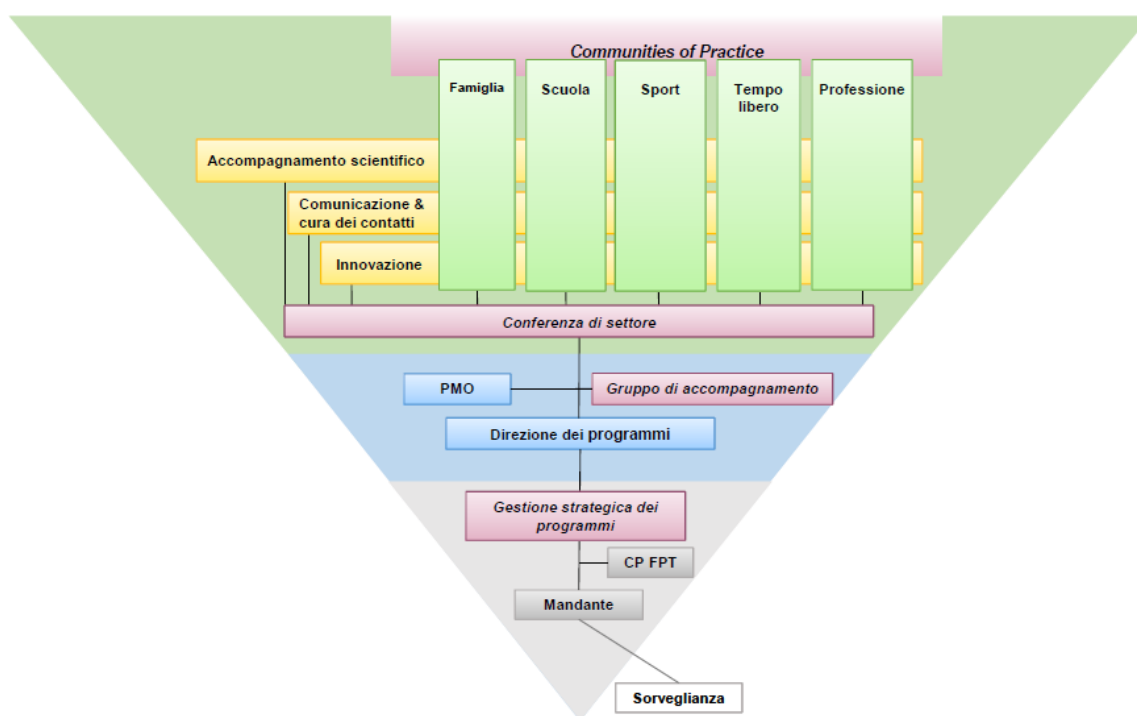 Communities of Practice
Famiglia
Scuola
Sport
Tempo
libero
Professione
Accompagnamento scientifico
Comunicazione &
cura dei contatti
Innovazione
Conferenza di settore
PMO
Gruppo di accompagnamento
Direzione dei programmi
Gestione strategica dei
programmi
CP FPT
Mandante
Sorveglianza